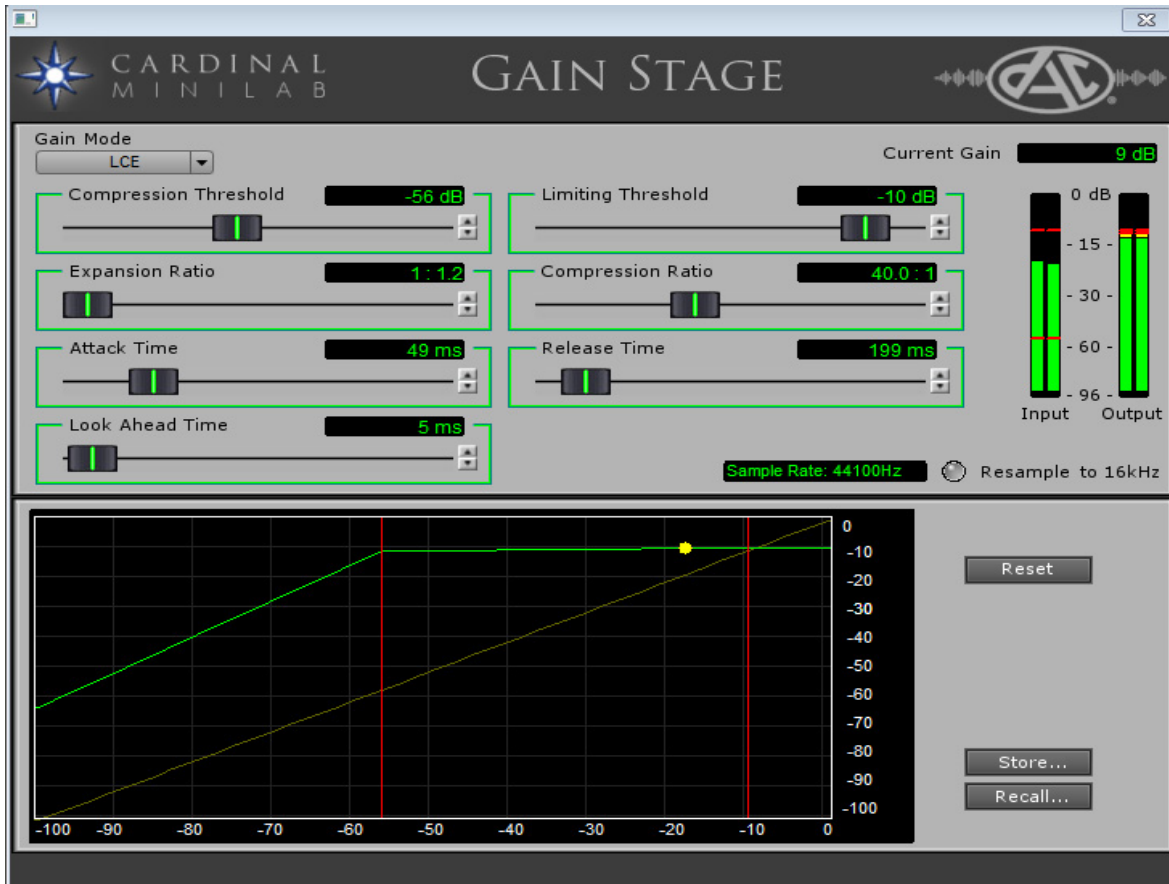 CARDINAL
MINILAB
GAIN STAGE
DAC
Gain Mode
LCE
Current Gain 9 dB
Compression Threshold -56 dB
Limiting Threshold -10 dB
Expansion Ratio 1 : 1.2
Compression Ratio 40.0 : 1
Attack Time 49 ms
Release Time 199 ms
Look Ahead Time 5 ms
0 dB
- 15 -
- 30 -
- 60 -
- 96 -
Input Output
Sample Rate: 44100Hz
Resample to 16kHz
0
-10
-20
-30
-40
-50
-60
-70
-80
-90
-100
-100 -90 -80 -70 -60 -50 -40 -30 -20 -10 0
Reset
Store...
Recall...